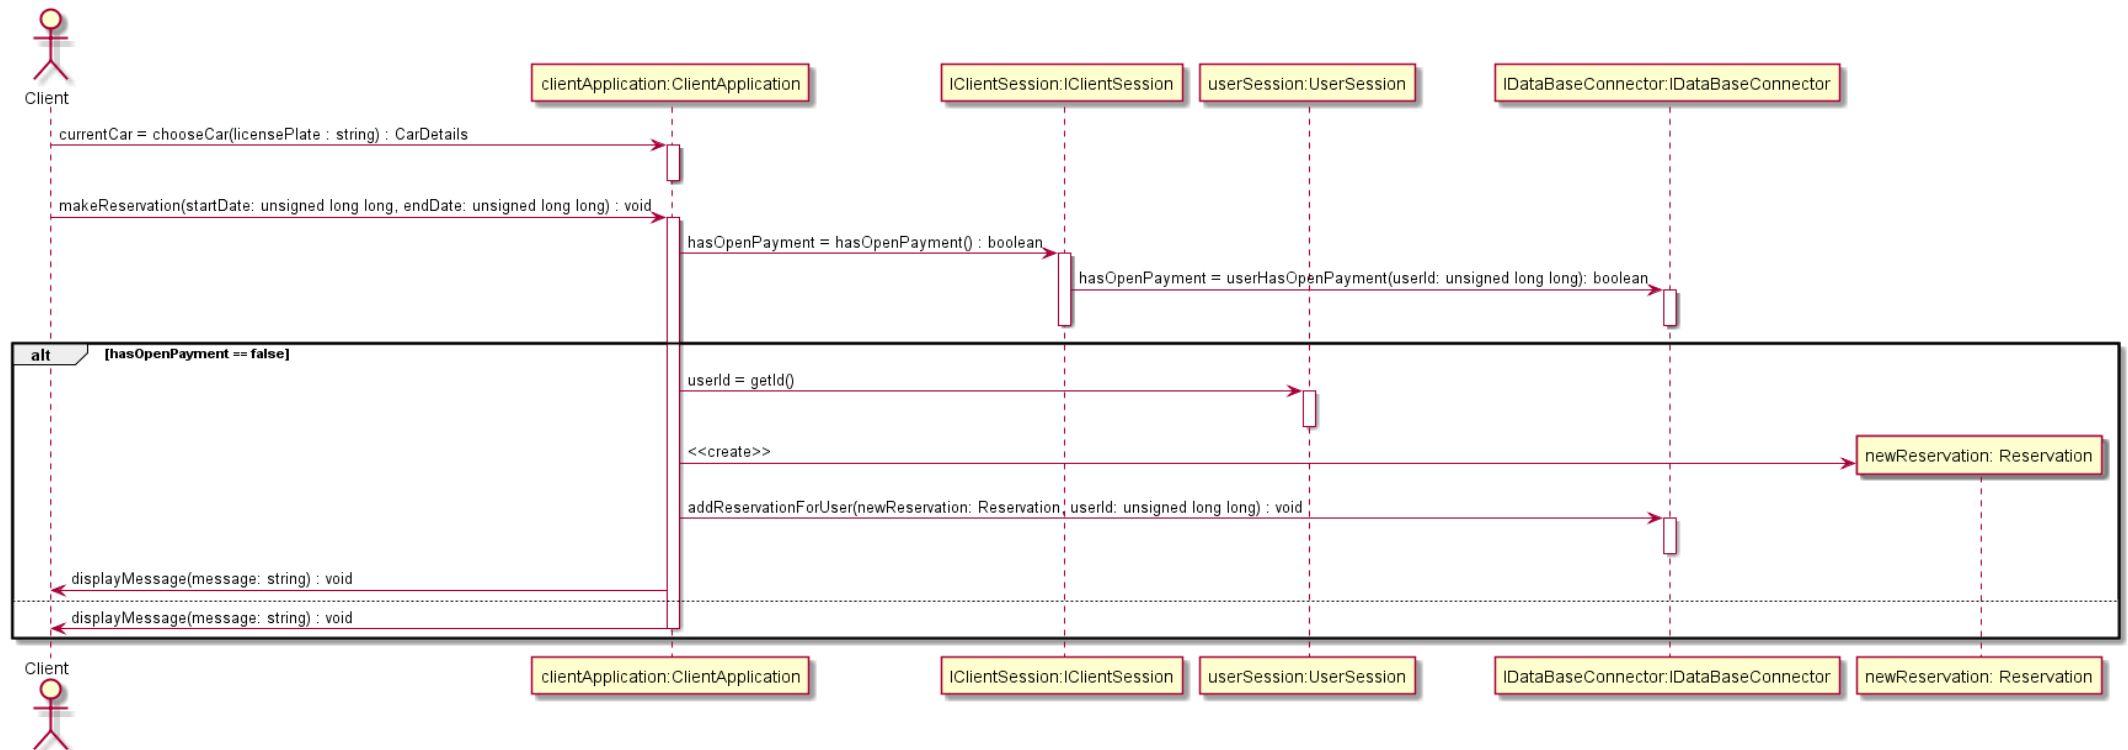 Client
clientApplication:ClientApplication
IClientSession:IClientSession
userSession:UserSession
IDataBaseConnector:IDataBaseConnector
currentCar = chooseCar(licensePlate : string) : CarDetails
makeReservation(startDate: unsigned long long, endDate: unsigned long long) : void
hasOpenPayment = hasOpenPayment() : boolean
hasOpenPayment = userHasOpenPayment(userId: unsigned long long): boolean
alt
[hasOpenPayment == false]
userId = getId()
<<create>>
newReservation: Reservation
addReservationForUser(newReservation: Reservation, userId: unsigned long long) : void
displayMessage(message: string) : void
displayMessage(message: string) : void
Client
clientApplication:ClientApplication
IClientSession:IClientSession
userSession:UserSession
IDataBaseConnector:IDataBaseConnector
newReservation: Reservation